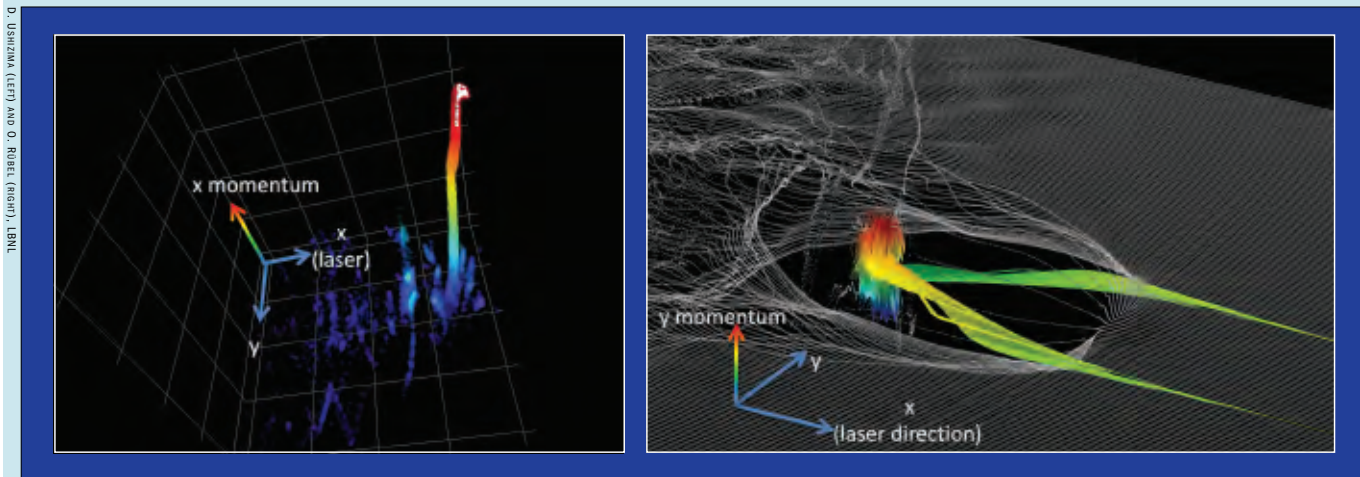 D. USHIZIMA (LEFT) AND O. RÜBEL (RIGHT), LBNL
x momentum
x
(laser)
y
y momentum
y
x
(laser direction)